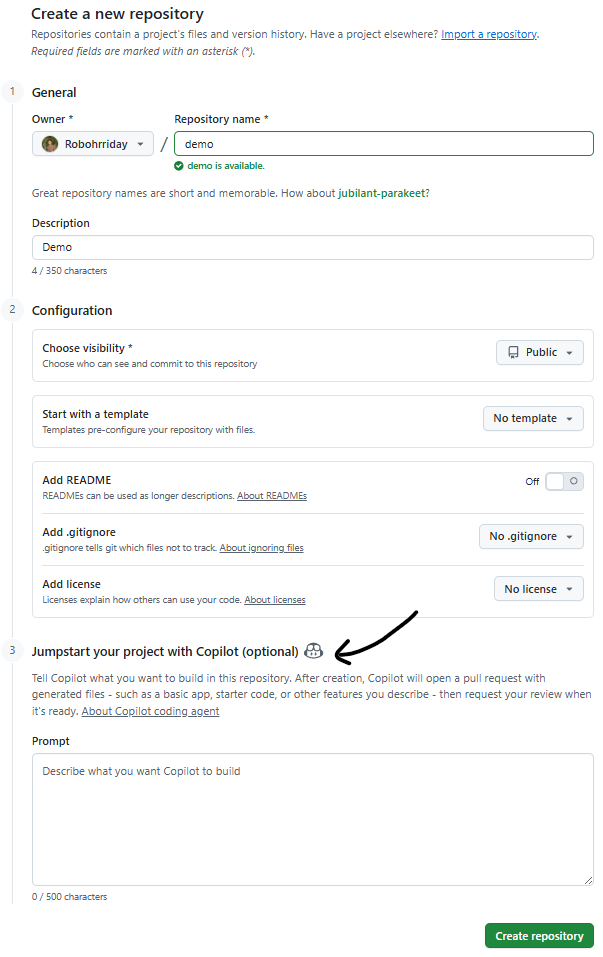 Create a new repository
Repositories contain a project's files and version history. Have a project elsewhere? Import a repository.
Required fields are marked with an asterisk (*).
1 General
Owner * Repository name *
Robohrriday / demo
demo is available.
Great repository names are short and memorable. How about jubilant-parakeet?
Description
Demo
4 / 350 characters
2 Configuration
Choose visibility * Public
Choose who can see and commit to this repository
Start with a template No template
Templates pre-configure your repository with files.
Add README Off
READMEs can be used as longer descriptions. About READMEs
Add .gitignore No .gitignore
.gitignore tells git which files not to track. About ignoring files
Add license No license
Licenses explain how others can use your code. About licenses
3 Jumpstart your project with Copilot (optional)
Tell Copilot what you want to build in this repository. After creation, Copilot will open a pull request with
generated files - such as a basic app, starter code, or other features you describe - then request your review when
it's ready. About Copilot coding agent
Prompt
Describe what you want Copilot to build
0 / 500 characters
Create repository